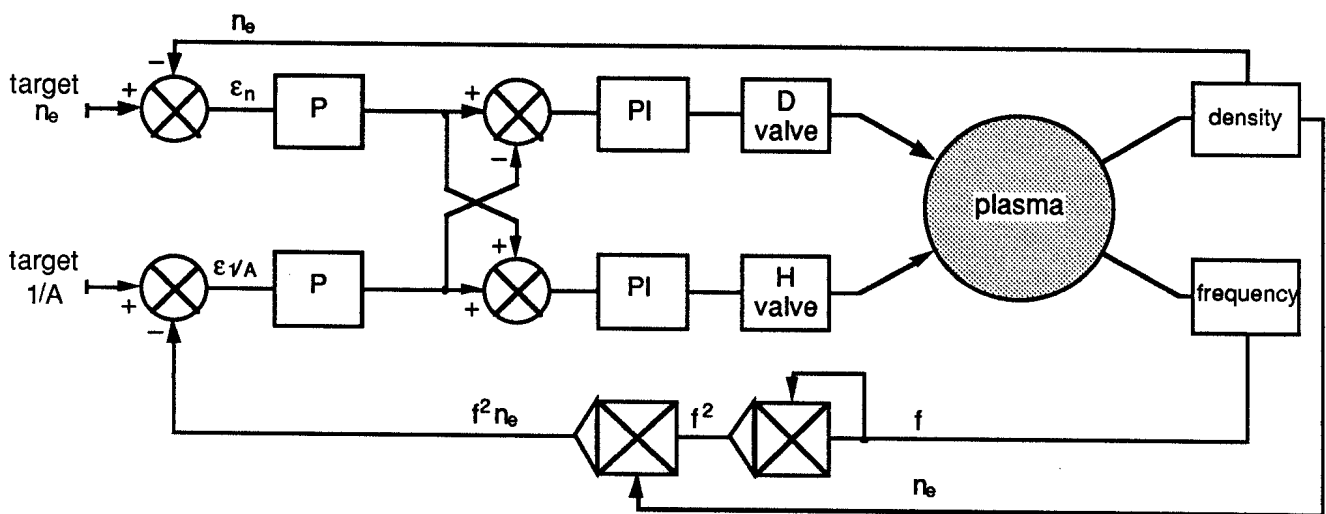 nₑ
target
nₑ
+
−
εₙ
P
+
−
PI
D
valve
plasma
density
target
1/A
+
−
ε₁/A
P
+
+
PI
H
valve
frequency
f²nₑ
f²
f
nₑ